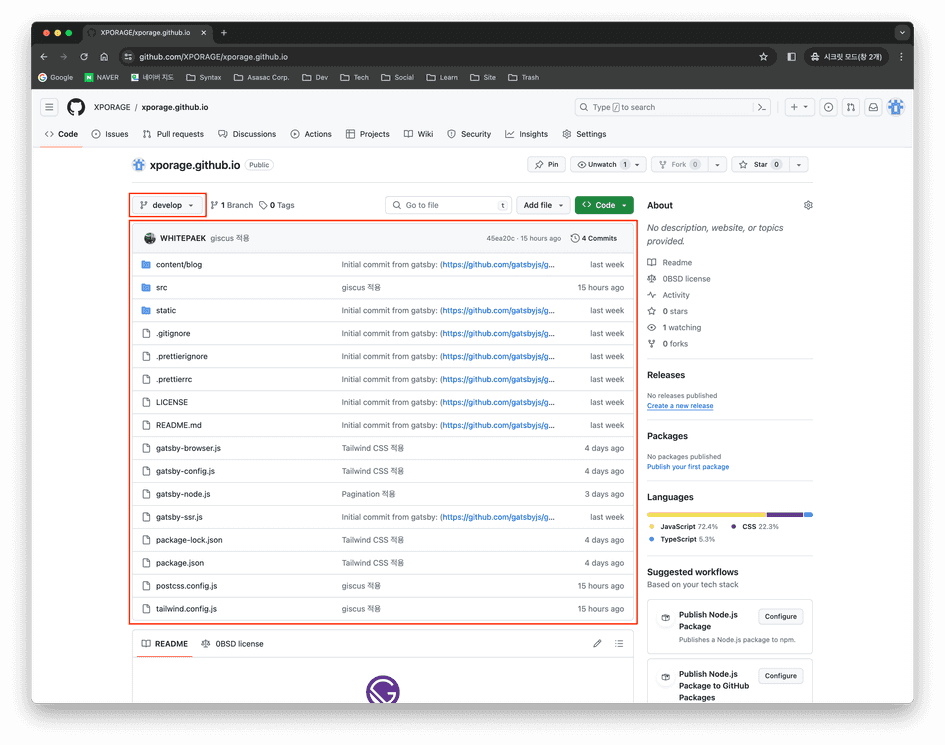 XPORAGE/xporage.github.io
github.com/XPORAGE/xporage.github.io
시크릿 모드(창 2개)
Google
NAVER
네이버 지도
Syntax
Asasac Corp.
Dev
Tech
Social
Learn
Site
Trash
XPORAGE / xporage.github.io
Type / to search
Code
Issues
Pull requests
Discussions
Actions
Projects
Wiki
Security
Insights
Settings
xporage.github.io Public
Pin
Unwatch 1
Fork 0
Star 0
develop
1 Branch
0 Tags
Go to file t
Add file
Code
WHITEPAEK giscus 적용 45ea20c · 15 hours ago 4 Commits
content/blog Initial commit from gatsby: (https://github.com/gatsbyjs/g... last week
src giscus 적용 15 hours ago
static Initial commit from gatsby: (https://github.com/gatsbyjs/g... last week
.gitignore Initial commit from gatsby: (https://github.com/gatsbyjs/g... last week
.prettierignore Initial commit from gatsby: (https://github.com/gatsbyjs/g... last week
.prettierrc Initial commit from gatsby: (https://github.com/gatsbyjs/g... last week
LICENSE Initial commit from gatsby: (https://github.com/gatsbyjs/g... last week
README.md Initial commit from gatsby: (https://github.com/gatsbyjs/g... last week
gatsby-browser.js Tailwind CSS 적용 4 days ago
gatsby-config.js Tailwind CSS 적용 4 days ago
gatsby-node.js Pagination 적용 3 days ago
gatsby-ssr.js Initial commit from gatsby: (https://github.com/gatsbyjs/g... last week
package-lock.json Tailwind CSS 적용 4 days ago
package.json Tailwind CSS 적용 4 days ago
postcss.config.js giscus 적용 15 hours ago
tailwind.config.js giscus 적용 15 hours ago
README
0BSD license
About
No description, website, or topics
provided.
Readme
0BSD license
Activity
0 stars
1 watching
0 forks
Releases
No releases published
Create a new release
Packages
No packages published
Publish your first package
Languages
JavaScript 72.4% CSS 22.3%
TypeScript 5.3%
Suggested workflows
Based on your tech stack
Publish Node.js
Package
Configure
Publishes a Node.js package to npm.
Publish Node.js
Package to GitHub
Packages
Configure